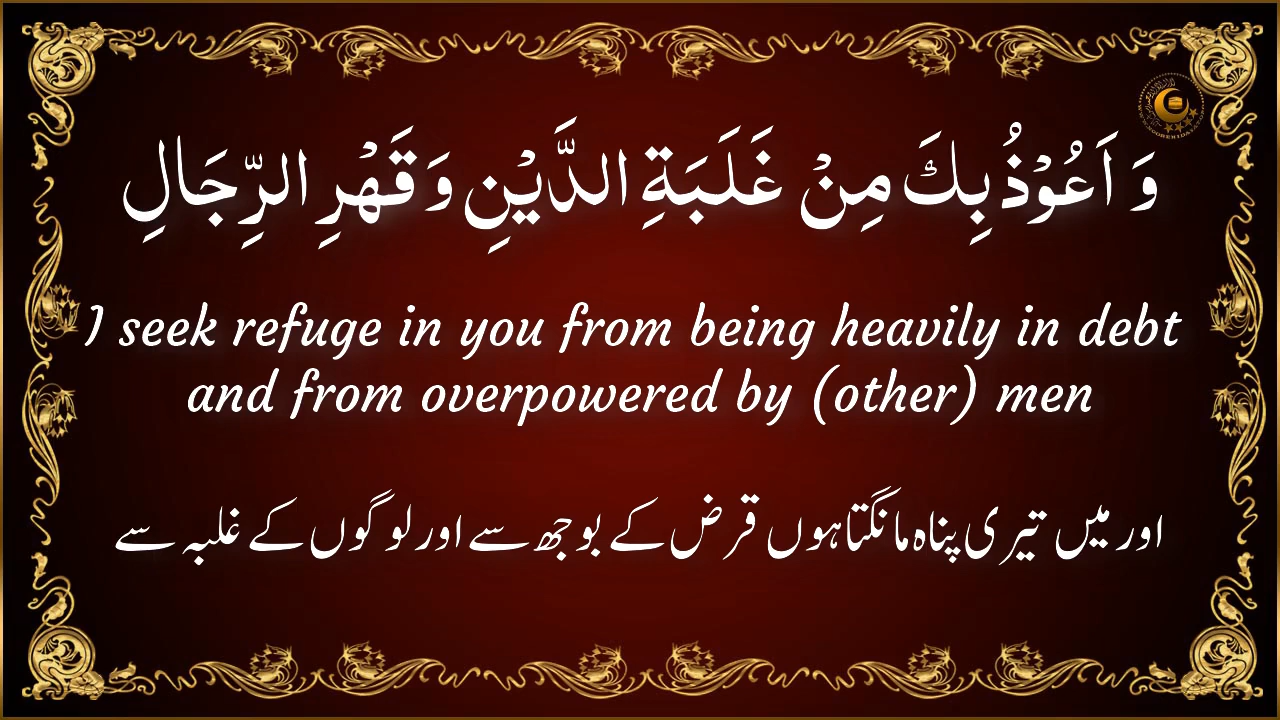 وَ اَعُوْذُ بِكَ مِنْ غَلَبَةِ الدَّيْنِ وَ قَهْرِ الرِّجَالِ
I seek refuge in you from being heavily in debt
and from overpowered by (other) men
اور میں تیری پناہ مانگتا ہوں قرض کے بوجھ سے اور لوگوں کے غلبہ سے